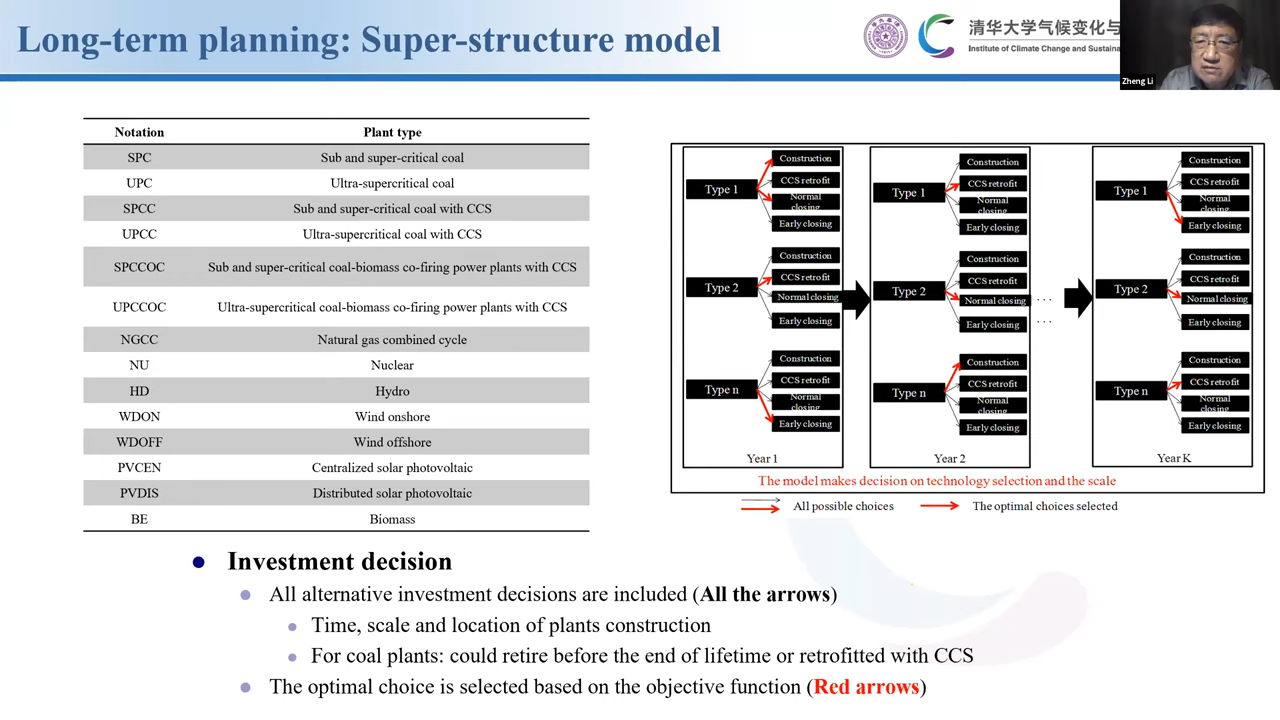 Long-term planning: Super-structure model
清华大学气候变化与
Institute of Climate Change and Sustaina
Zheng Li
Notation Plant type
SPC Sub and super-critical coal
UPC Ultra-supercritical coal
SPCC Sub and super-critical coal with CCS
UPCC Ultra-supercritical coal with CCS
SPCCOC Sub and super-critical coal-biomass co-firing power plants with CCS
UPCCOC Ultra-supercritical coal-biomass co-firing power plants with CCS
NGCC Natural gas combined cycle
NU Nuclear
HD Hydro
WDON Wind onshore
WDOFF Wind offshore
PVCEN Centralized solar photovoltaic
PVDIS Distributed solar photovoltaic
BE Biomass
Type 1
Construction
CCS retrofit
Normal
closing
Early closing
Type 2
Construction
CCS retrofit
Normal closing
Early closing
Type n
Construction
CCS retrofit
Normal
closing
Early closing
Year 1
Type 1
Construction
CCS retrofit
Normal
closing
Early closing
Type 2
Construction
CCS retrofit
Normal closing
Early closing
Type n
Construction
CCS retrofit
Normal
closing
Early closing
Year 2
. . .
. . .
Type 1
Construction
CCS retrofit
Normal
closing
Early closing
Type 2
Construction
CCS retrofit
Normal closing
Early closing
Type n
Construction
CCS retrofit
Normal
closing
Early closing
Year K
The model makes decision on technology selection and the scale
All possible choices The optimal choices selected
● Investment decision
● All alternative investment decisions are included (All the arrows)
● Time, scale and location of plants construction
● For coal plants: could retire before the end of lifetime or retrofitted with CCS
● The optimal choice is selected based on the objective function (Red arrows)